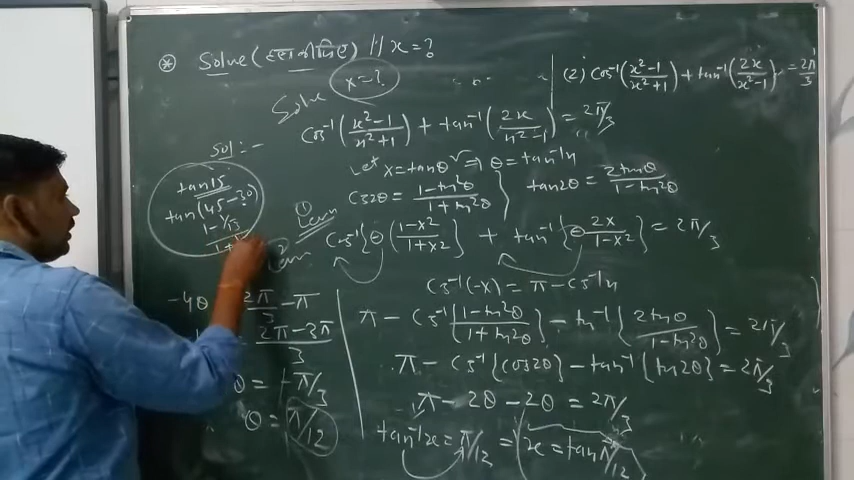 * Solve (हल कीजिए) // x = ?
x = ?
(2) Cos⁻¹(x²-1/x²+1) + tan⁻¹(2x/x²-1) = 2π/3
Solve
Cos⁻¹(x²-1/x²+1) + tan⁻¹(2x/x²-1) = 2π/3
Sol:-
Let x = tanθ ⇒ θ = tan⁻¹x
Cos2θ = 1-tan²θ/1+tan²θ } tan2θ = 2tanθ/1-tan²θ
tan15
tan(45-30)
1-1/√3
1+
Cos⁻¹{⊖(1-x²/1+x²)} + tan⁻¹{⊖2x/1-x²} = 2π/3
Cos⁻¹(-x) = π - Cos⁻¹x
π - Cos⁻¹{1-tan²θ/1+tan²θ} - tan⁻¹{2tanθ/1-tan²θ} = 2π/3
π - Cos⁻¹{cos2θ} - tan⁻¹{tan2θ} = 2π/3
π - 2θ - 2θ = 2π/3
-4θ = 2π/3 - π
2π-3π/3
θ = +π/3
θ = π/12
tan⁻¹x = π/12 ⇒ x = tanπ/12